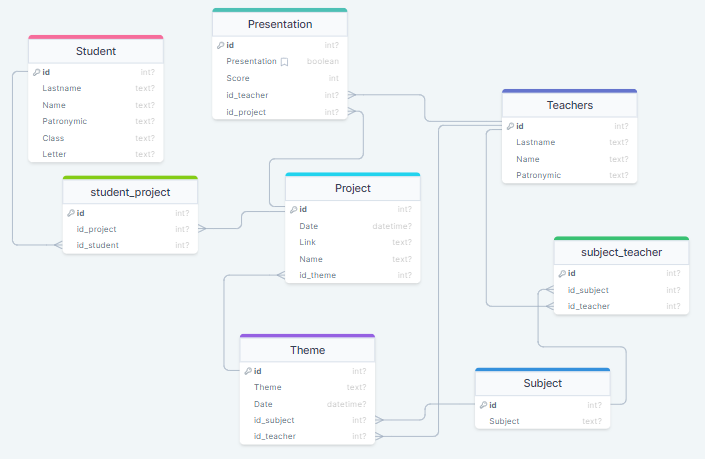 Presentation
id int?
Presentation boolean
Score int
id_teacher int?
id_project int?
Student
id int?
Lastname text?
Name text?
Patronymic text?
Class text?
Letter text?
Teachers
id int?
Lastname text?
Name text?
Patronymic text?
student_project
id int?
id_project int?
id_student int?
Project
id int?
Date datetime?
Link text?
Name text?
id_theme int?
subject_teacher
id int?
id_subject int?
id_teacher int?
Theme
id int?
Theme text?
Date datetime?
id_subject int?
id_teacher int?
Subject
id int?
Subject text?